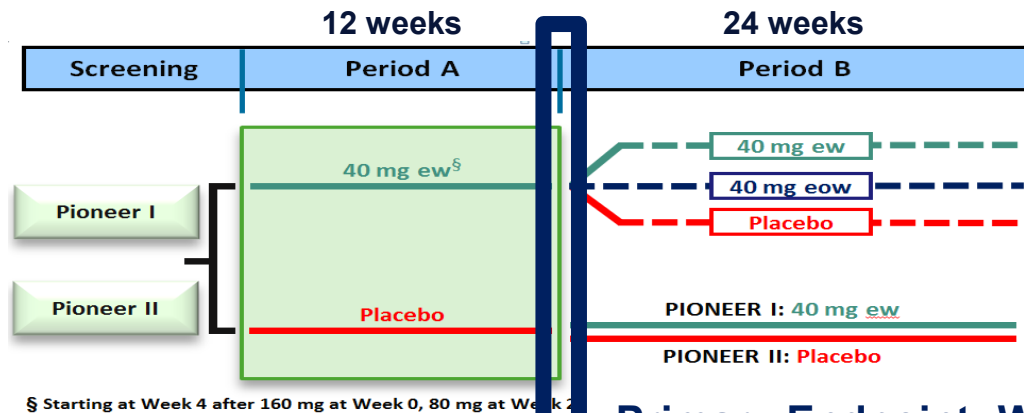 12 weeks 24 weeks
Screening Period A Period B
40 mg ew§
40 mg ew
40 mg eow
Placebo
Pioneer I
Pioneer II
Placebo
PIONEER I: 40 mg ew
PIONEER II: Placebo
§ Starting at Week 4 after 160 mg at Week 0, 80 mg at Week 2